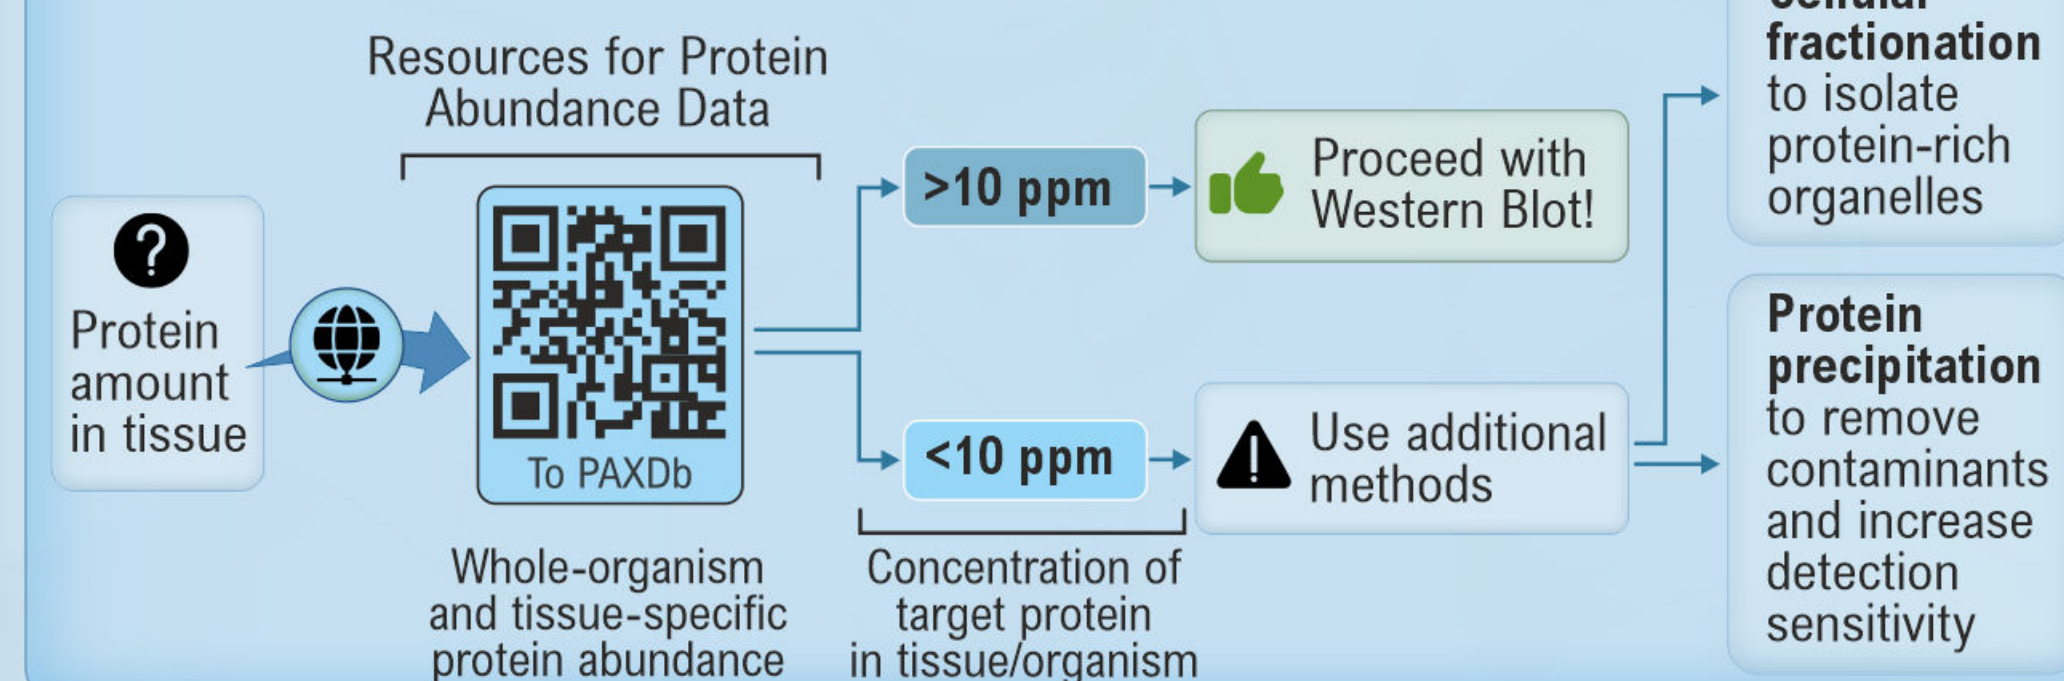 Resources for Protein
Abundance Data
?
Protein
amount
in tissue
To PAXDb
Whole-organism
and tissue-specific
protein abundance
>10 ppm
<10 ppm
Concentration of
target protein
in tissue/organism
Proceed with
Western Blot!
!
Use additional
methods
Cellular
fractionation
to isolate
protein-rich
organelles
Protein
precipitation
to remove
contaminants
and increase
detection
sensitivity